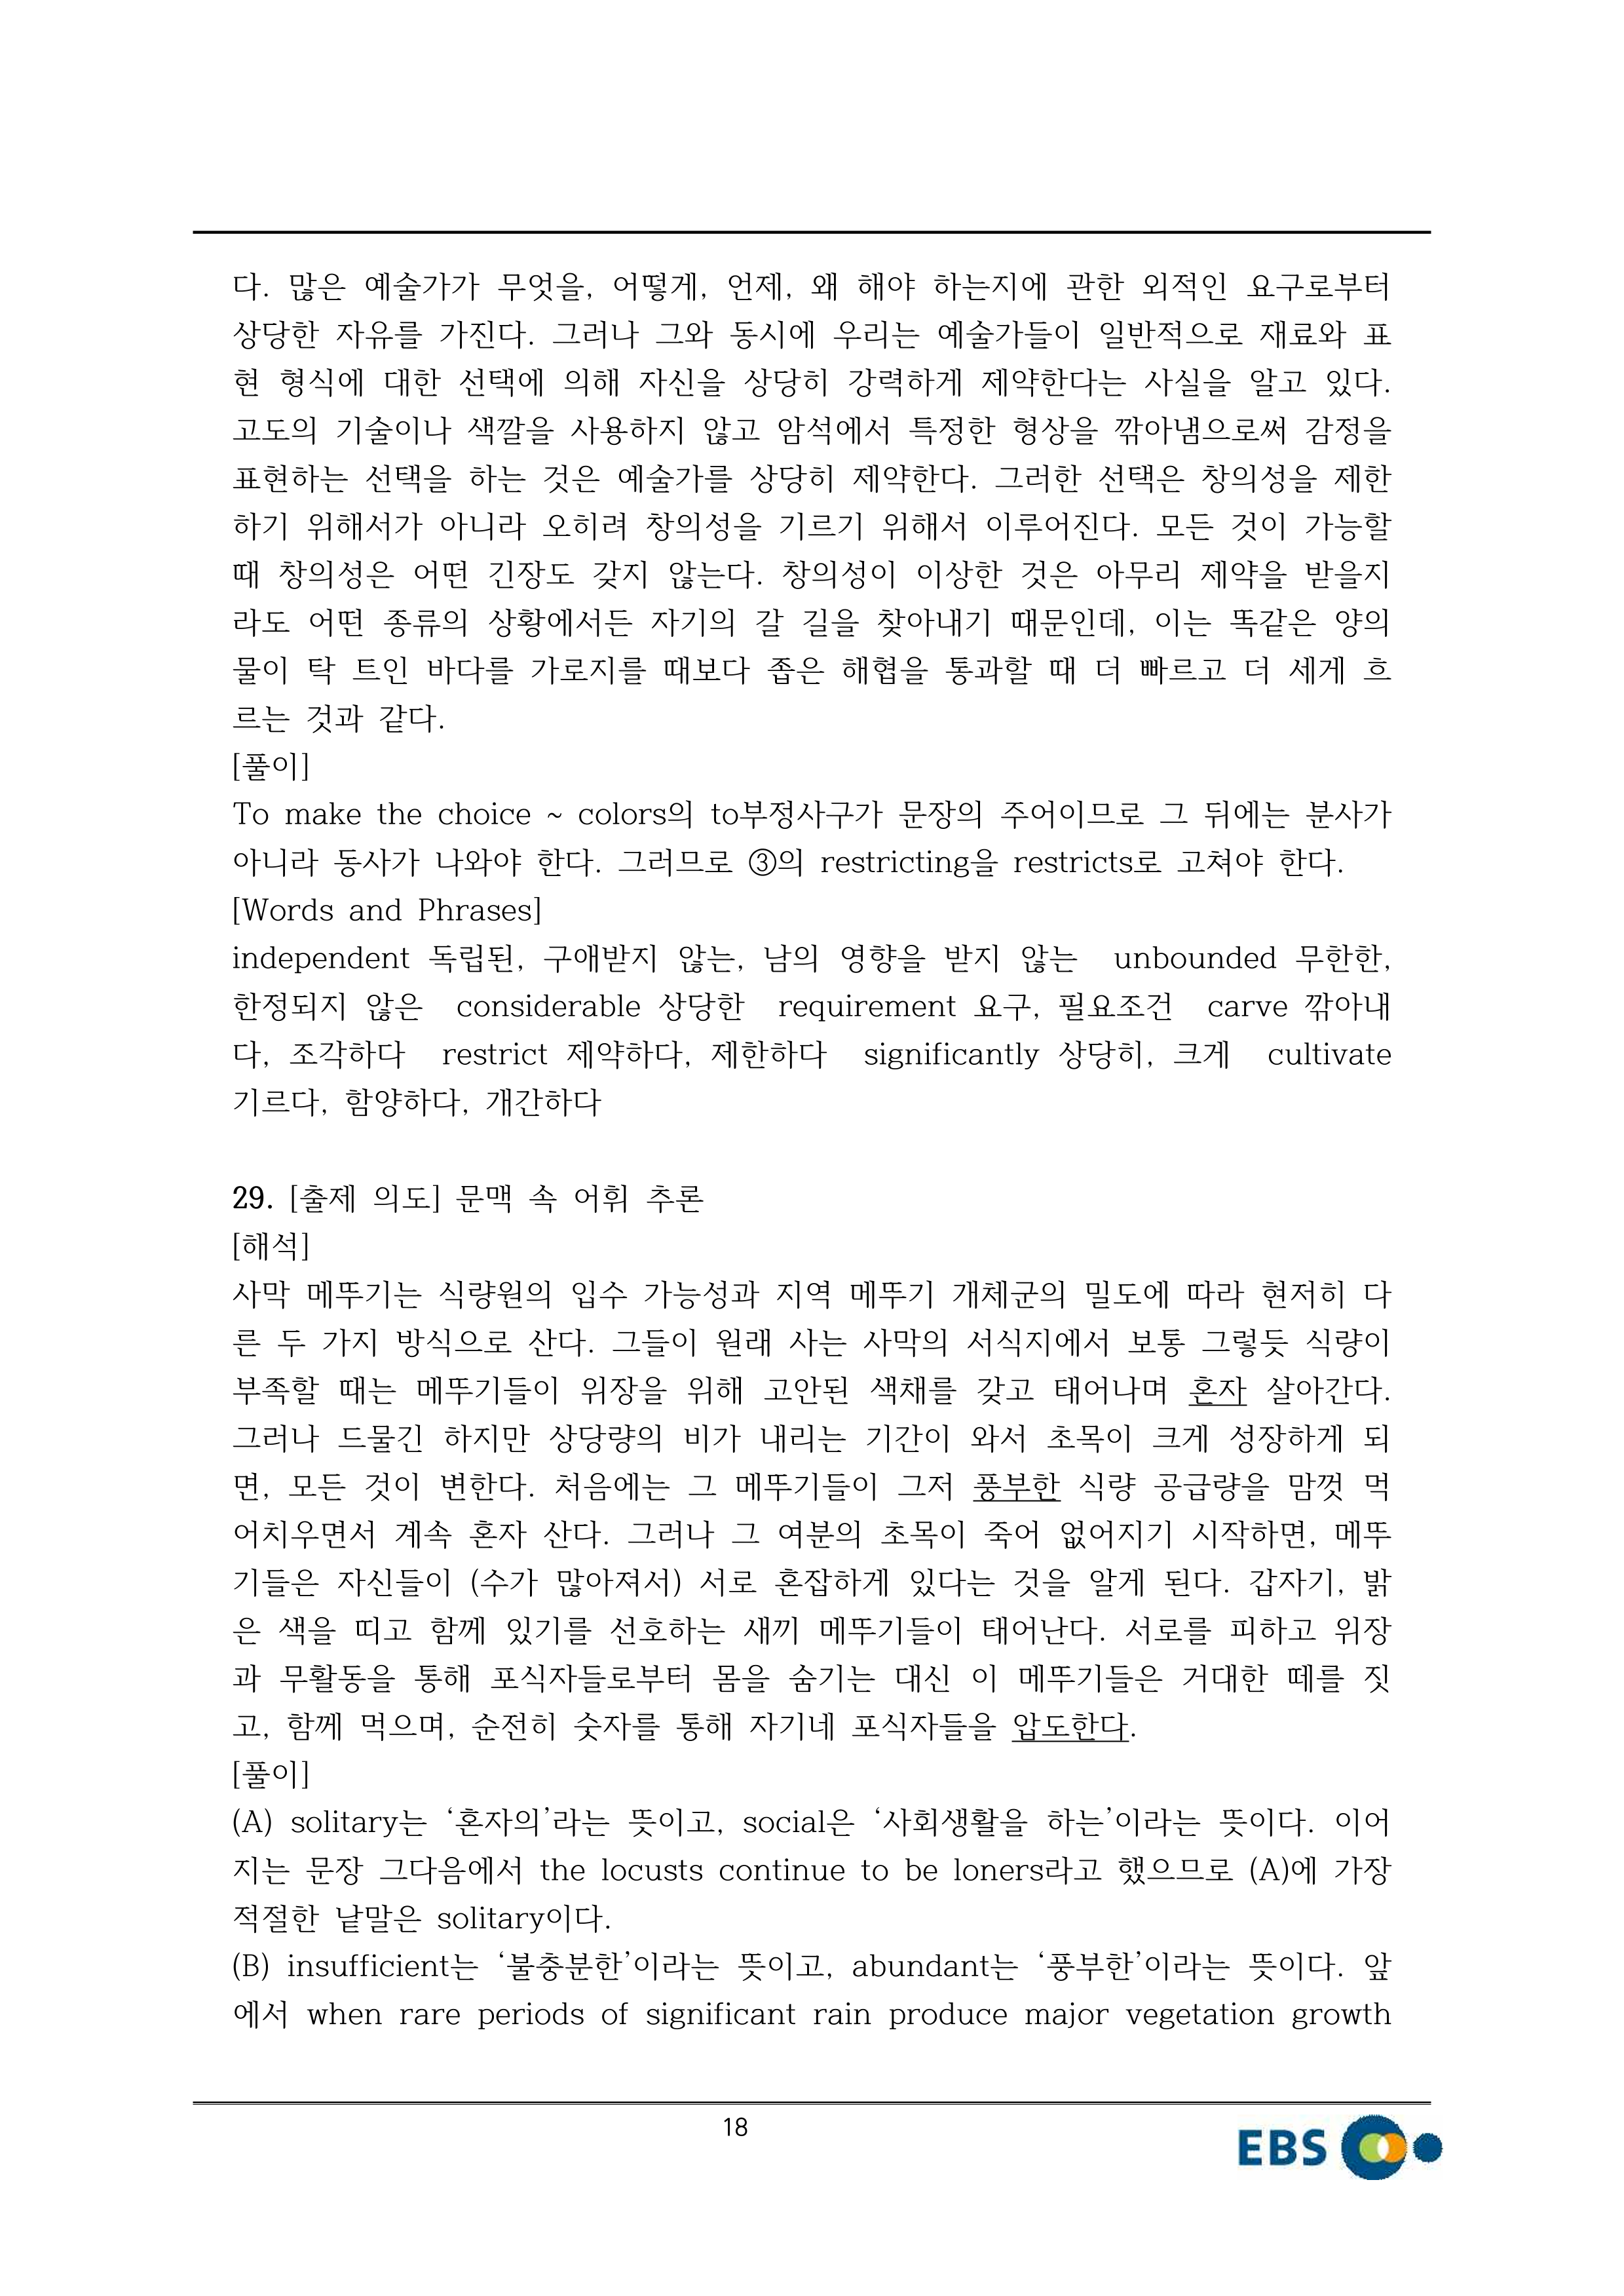 다. 많은 예술가가 무엇을, 어떻게, 언제, 왜 해야 하는지에 관한 외적인 요구로부터
상당한 자유를 가진다. 그러나 그와 동시에 우리는 예술가들이 일반적으로 재료와 표
현 형식에 대한 선택에 의해 자신을 상당히 강력하게 제약한다는 사실을 알고 있다.
고도의 기술이나 색깔을 사용하지 않고 암석에서 특정한 형상을 깎아냄으로써 감정을
표현하는 선택을 하는 것은 예술가를 상당히 제약한다. 그러한 선택은 창의성을 제한
하기 위해서가 아니라 오히려 창의성을 기르기 위해서 이루어진다. 모든 것이 가능할
때 창의성은 어떤 긴장도 갖지 않는다. 창의성이 이상한 것은 아무리 제약을 받을지
라도 어떤 종류의 상황에서든 자기의 갈 길을 찾아내기 때문인데, 이는 똑같은 양의
물이 탁 트인 바다를 가로지를 때보다 좁은 해협을 통과할 때 더 빠르고 더 세게 흐
르는 것과 같다.
[풀이]
To make the choice ~ colors의 to부정사구가 문장의 주어이므로 그 뒤에는 분사가
아니라 동사가 나와야 한다. 그러므로 ③의 restricting을 restricts로 고쳐야 한다.
[Words and Phrases]
independent 독립된, 구애받지 않는, 남의 영향을 받지 않는 unbounded 무한한,
한정되지 않은 considerable 상당한 requirement 요구, 필요조건 carve 깎아내
다, 조각하다 restrict 제약하다, 제한하다 significantly 상당히, 크게 cultivate
기르다, 함양하다, 개간하다
29. [출제 의도] 문맥 속 어휘 추론
[해석]
사막 메뚜기는 식량원의 입수 가능성과 지역 메뚜기 개체군의 밀도에 따라 현저히 다
른 두 가지 방식으로 산다. 그들이 원래 사는 사막의 서식지에서 보통 그렇듯 식량이
부족할 때는 메뚜기들이 위장을 위해 고안된 색채를 갖고 태어나며 혼자 살아간다.
그러나 드물긴 하지만 상당량의 비가 내리는 기간이 와서 초목이 크게 성장하게 되
면, 모든 것이 변한다. 처음에는 그 메뚜기들이 그저 풍부한 식량 공급량을 맘껏 먹
어치우면서 계속 혼자 산다. 그러나 그 여분의 초목이 죽어 없어지기 시작하면, 메뚜
기들은 자신들이 (수가 많아져서) 서로 혼잡하게 있다는 것을 알게 된다. 갑자기, 밝
은 색을 띠고 함께 있기를 선호하는 새끼 메뚜기들이 태어난다. 서로를 피하고 위장
과 무활동을 통해 포식자들로부터 몸을 숨기는 대신 이 메뚜기들은 거대한 떼를 짓
고, 함께 먹으며, 순전히 숫자를 통해 자기네 포식자들을 압도한다.
[풀이]
(A) solitary는 ‘혼자의’라는 뜻이고, social은 ‘사회생활을 하는’이라는 뜻이다. 이어
지는 문장 그다음에서 the locusts continue to be loners라고 했으므로 (A)에 가장
적절한 낱말은 solitary이다.
(B) insufficient는 ‘불충분한’이라는 뜻이고, abundant는 ‘풍부한’이라는 뜻이다. 앞
에서 when rare periods of significant rain produce major vegetation growth
18
EBS